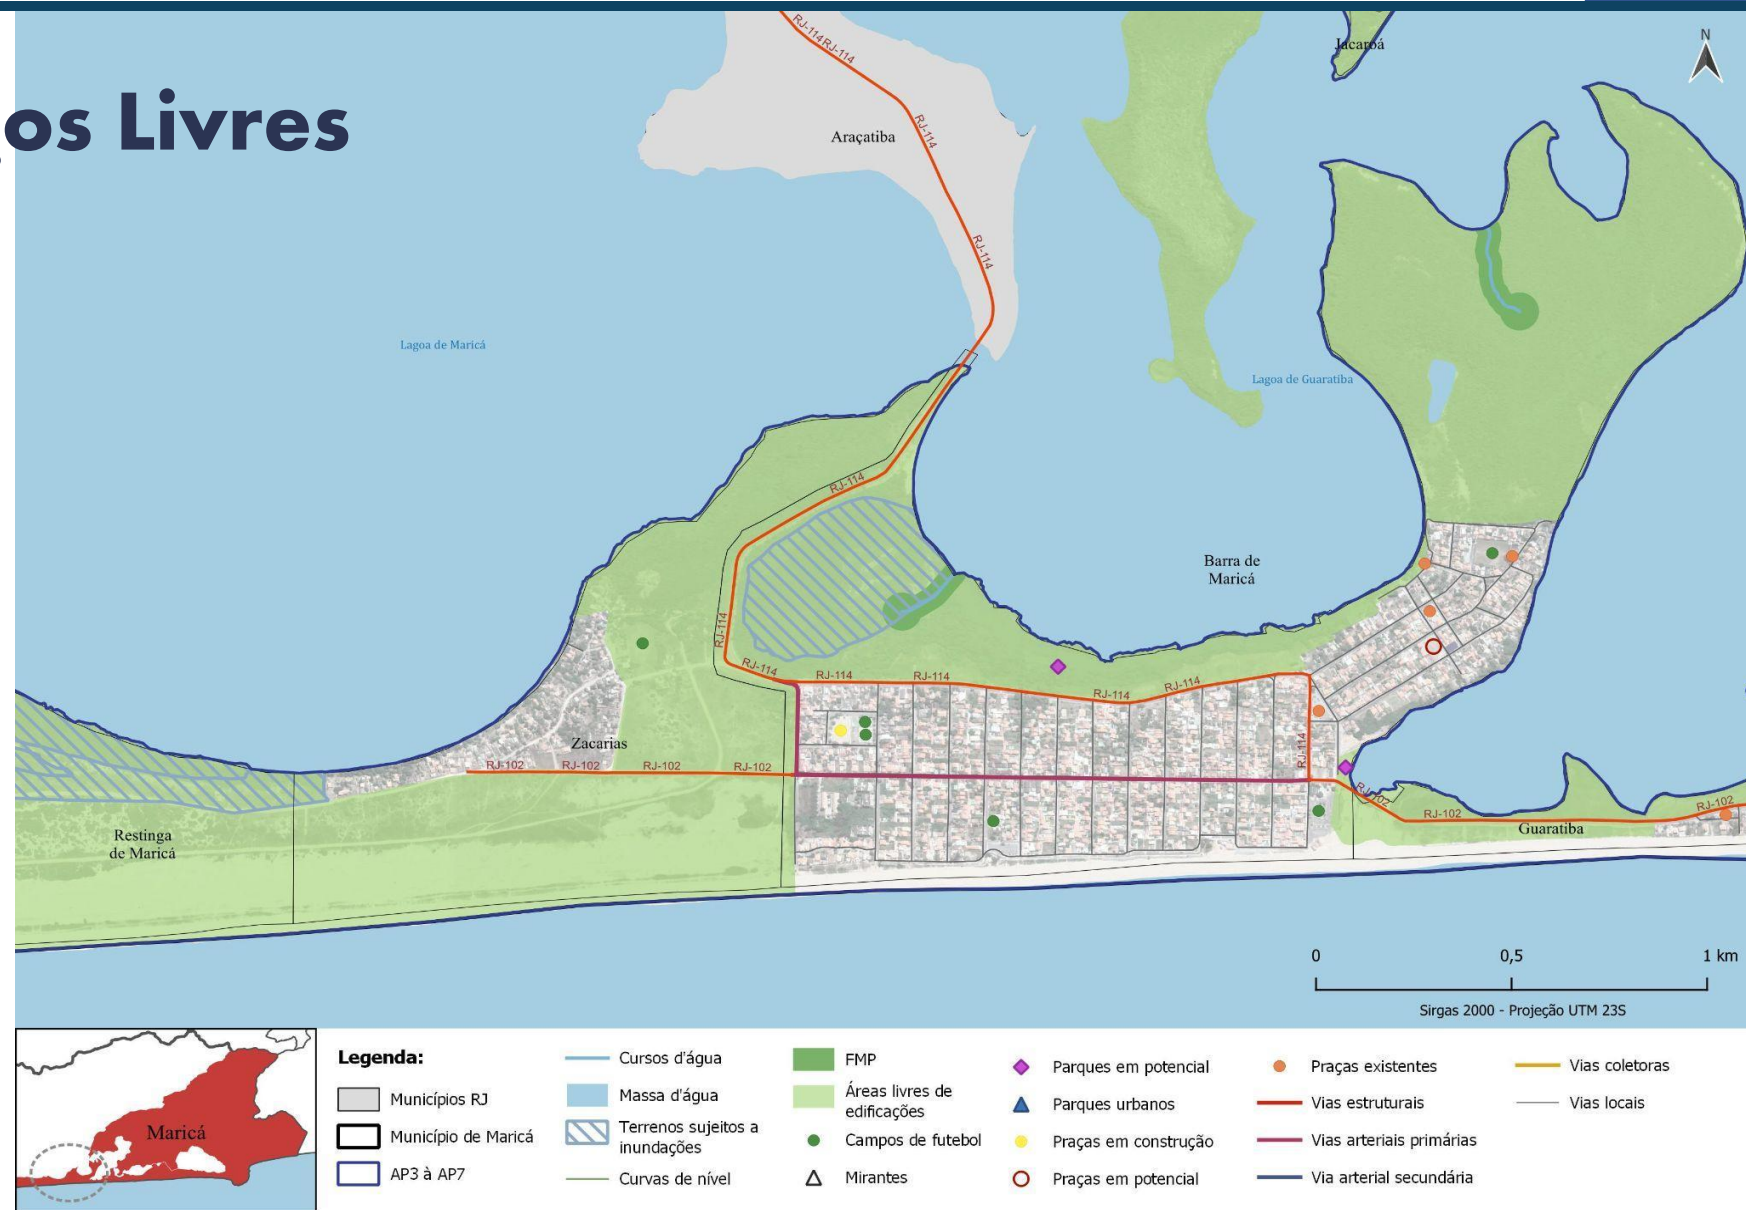 os Livres
RJ-114
RJ-114
Jacaroá
N
Araçatiba
RJ-114
RJ-114
Lagoa de Maricá
Lagoa de Guaratiba
RJ-114
Barra de
Maricá
RJ-114
RJ-114
RJ-114
RJ-114
RJ-114
RJ-114
RJ-114
Zacarias
RJ-102
RJ-102
RJ-102
RJ-102
RJ-102
RJ-102
RJ-102
Guaratiba
Restinga
de Maricá
0 0,5 1 km
Sirgas 2000 - Projeção UTM 23S
Maricá
Legenda:
Municípios RJ
Município de Maricá
AP3 à AP7
Cursos d'água
Massa d'água
Terrenos sujeitos a
inundações
Curvas de nível
FMP
Áreas livres de
edificações
Campos de futebol
Mirantes
Parques em potencial
Parques urbanos
Praças em construção
Praças em potencial
Praças existentes
Vias estruturais
Vias arteriais primárias
Via arterial secundária
Vias coletoras
Vias locais